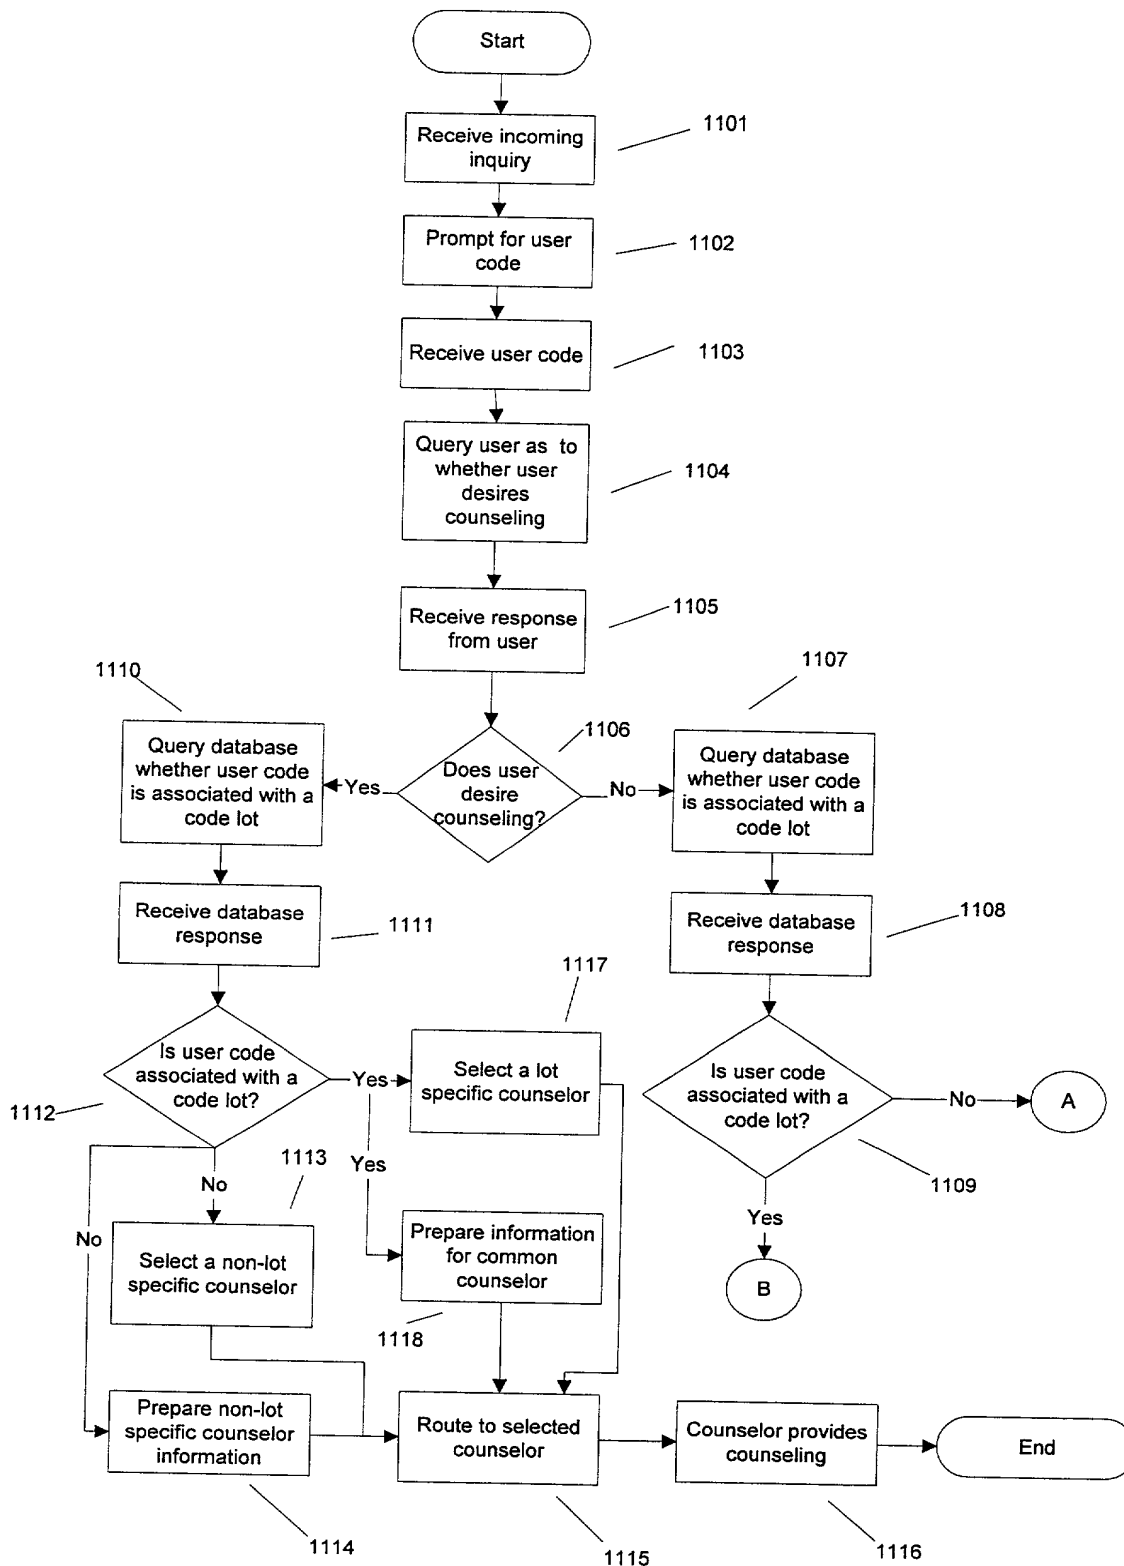 Start
Receive incoming
inquiry
1101
Prompt for user
code
1102
Receive user code
1103
Query user as  to
whether user
desires
counseling
1104
Receive response
from user
1105
1110
1107
Query database
whether user code
is associated with a
code lot
Yes
Does user
desire
counseling?
1106
No
Query database
whether user code
is associated with a
code lot
Receive database
response
1111
Receive database
response
1108
1117
Is user code
associated with a
code lot?
1112
Yes
Select a lot
specific counselor
Is user code
associated with a
code lot?
No
A
1109
Yes
B
Yes
No
No
1113
Select a non-lot
specific counselor
Prepare information
for common
counselor
1118
Prepare non-lot
specific counselor
information
1114
Route to selected
counselor
1115
Counselor provides
counseling
1116
End